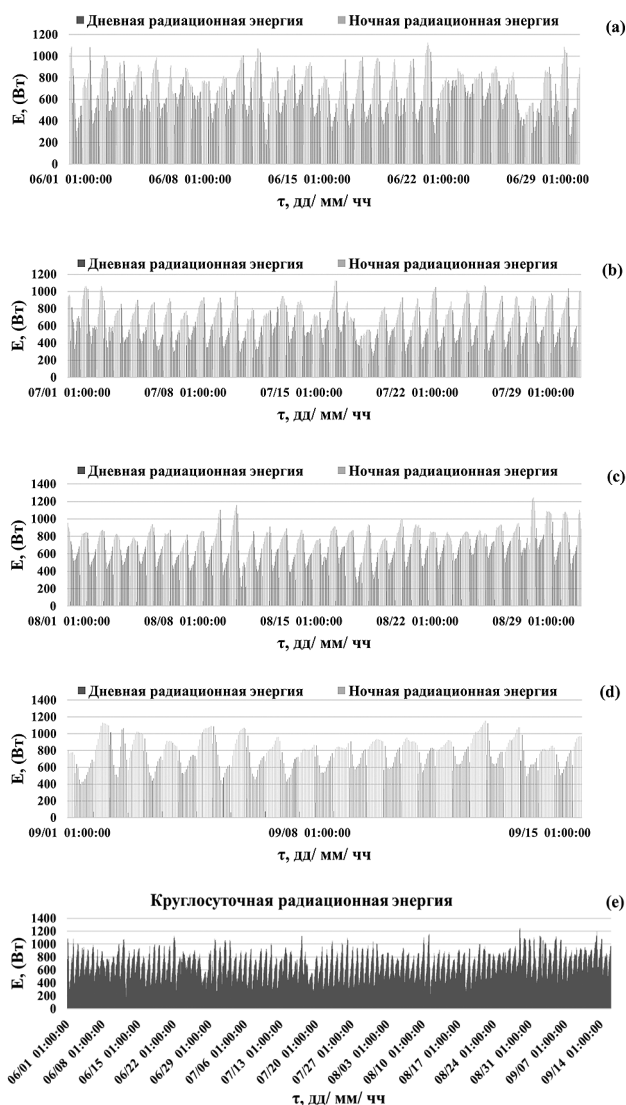 Дневная радиационная энергия Ночная радиационная энергия (a)
1200
1000
800
600
400
200
0
E, (Вт)
06/01 01:00:00 06/08 01:00:00 06/15 01:00:00 06/22 01:00:00 06/29 01:00:00
τ, дд/ мм/ чч
Дневная радиационная энергия Ночная радиационная энергия (b)
1200
1000
800
600
400
200
0
E, (Вт)
07/01 01:00:00 07/08 01:00:00 07/15 01:00:00 07/22 01:00:00 07/29 01:00:00
τ, дд/ мм/ чч
Дневная радиационная энергия Ночная радиационная энергия (c)
1400
1200
1000
800
600
400
200
0
E, (Вт)
08/01 01:00:00 08/08 01:00:00 08/15 01:00:00 08/22 01:00:00 08/29 01:00:00
τ, дд/ мм/ чч
Дневная радиационная энергия Ночная радиационная энергия (d)
1400
1200
1000
800
600
400
200
0
E, (Вт)
09/01 01:00:00 09/08 01:00:00 09/15 01:00:00
τ, дд/ мм/ чч
Круглосуточная радиационная энергия (e)
1400
1200
1000
800
600
400
200
0
E, (Вт)
06/01 01:00:00 06/08 01:00:00 06/15 01:00:00 06/22 01:00:00 06/29 01:00:00 07/06 01:00:00 07/13 01:00:00 07/20 01:00:00 07/27 01:00:00 08/03 01:00:00 08/10 01:00:00 08/17 01:00:00 08/24 01:00:00 08/31 01:00:00 09/07 01:00:00 09/14 01:00:00
τ, дд/ мм/ чч